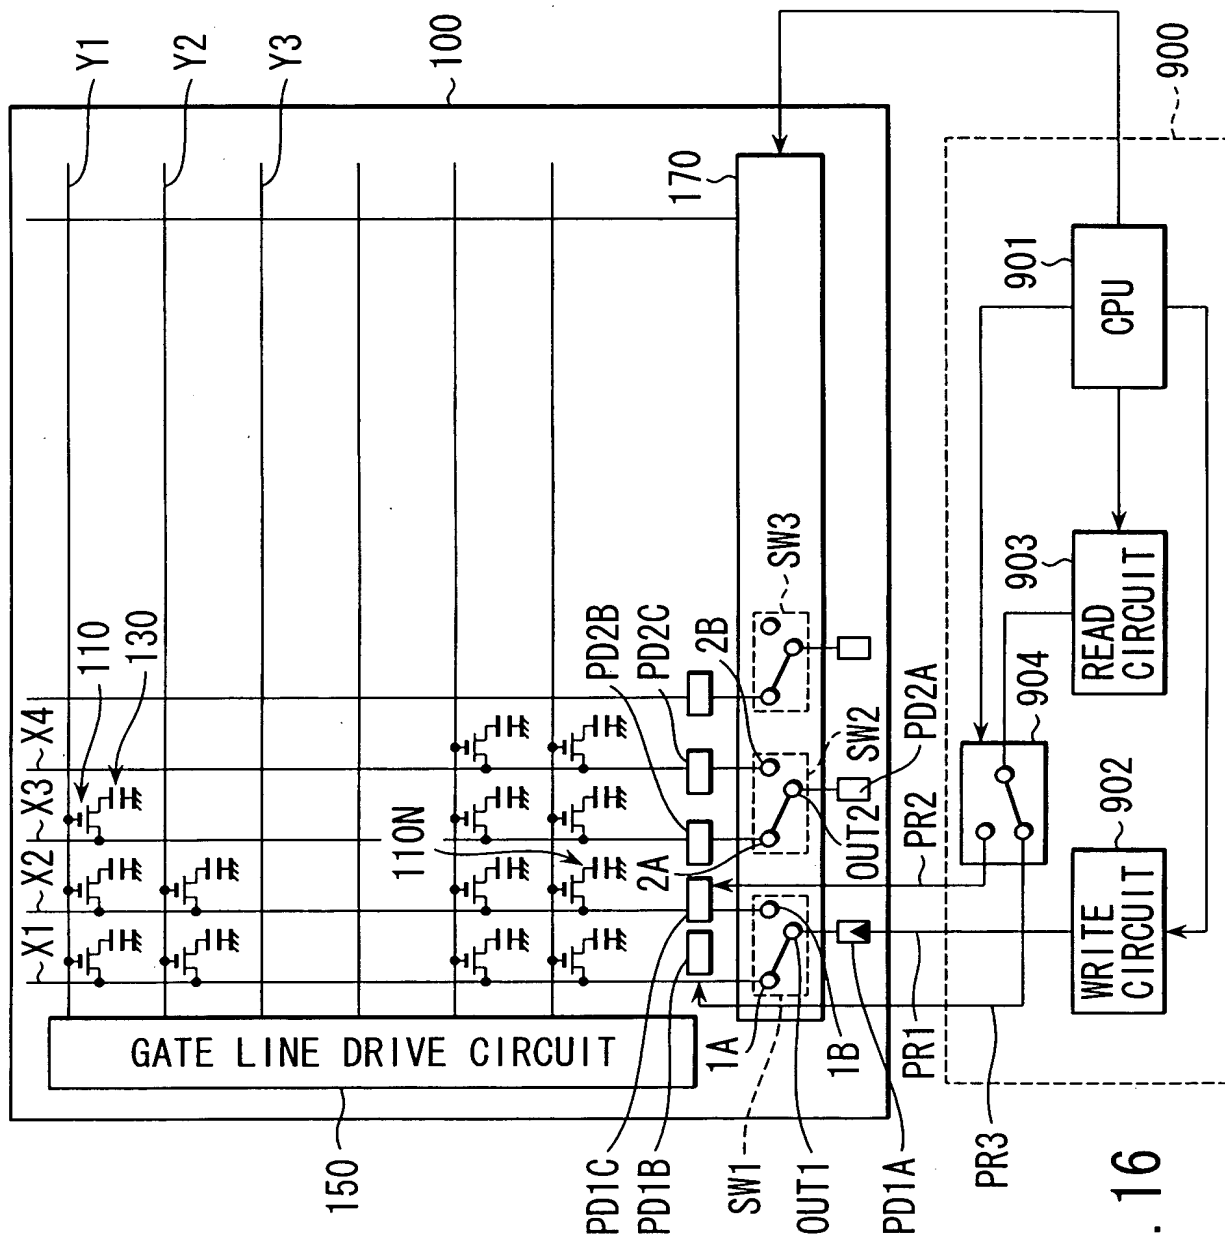 Y1
Y2
Y3
100
X1
X2
X3
X4
110
130
110N
GATE LINE DRIVE CIRCUIT
150
PD1C
PD1B
PD2B
PD2C
170
1A
2A
2B
SW3
SW1
OUT1
1B
PD1A
OUT2
SW2
PD2A
PR1
PR2
PR3
900
904
901
CPU
903
READ
CIRCUIT
902
WRITE
CIRCUIT
. 16